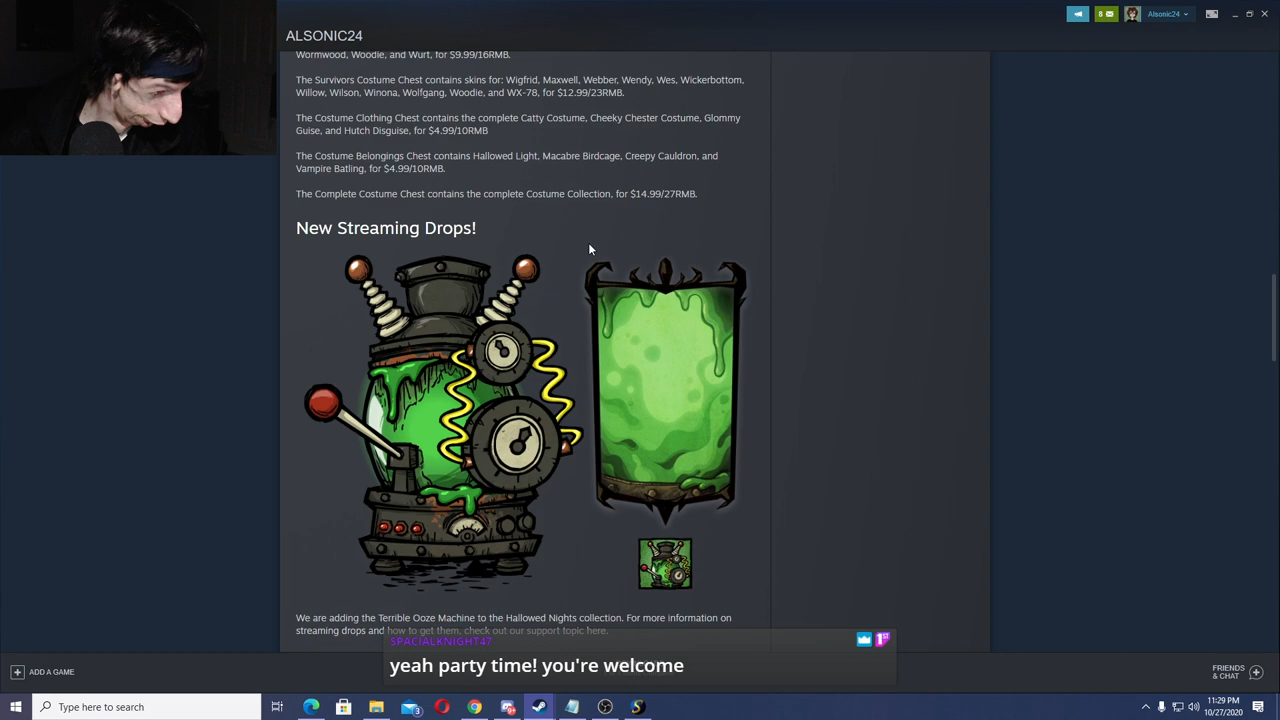 8
Alsonic24
ALSONIC24
Wormwood, Woodie, and Wurt, for $9.99/16RMB.
The Survivors Costume Chest contains skins for: Wigfrid, Maxwell, Webber, Wendy, Wes, Wickerbottom,
Willow, Wilson, Winona, Wolfgang, Woodie, and WX-78, for $12.99/23RMB.
The Costume Clothing Chest contains the complete Catty Costume, Cheeky Chester Costume, Glommy
Guise, and Hutch Disguise, for $4.99/10RMB
The Costume Belongings Chest contains Hallowed Light, Macabre Birdcage, Creepy Cauldron, and
Vampire Batling, for $4.99/10RMB.
The Complete Costume Chest contains the complete Costume Collection, for $14.99/27RMB.
New Streaming Drops!
We are adding the Terrible Ooze Machine to the Hallowed Nights collection. For more information on
streaming drops and how to get them, check out our support topic here.
SPACIALKNIGHT47
1ST
yeah party time! you're welcome
ADD A GAME
FRIENDS
& CHAT
Type here to search
3
11:29 PM
10/27/2020